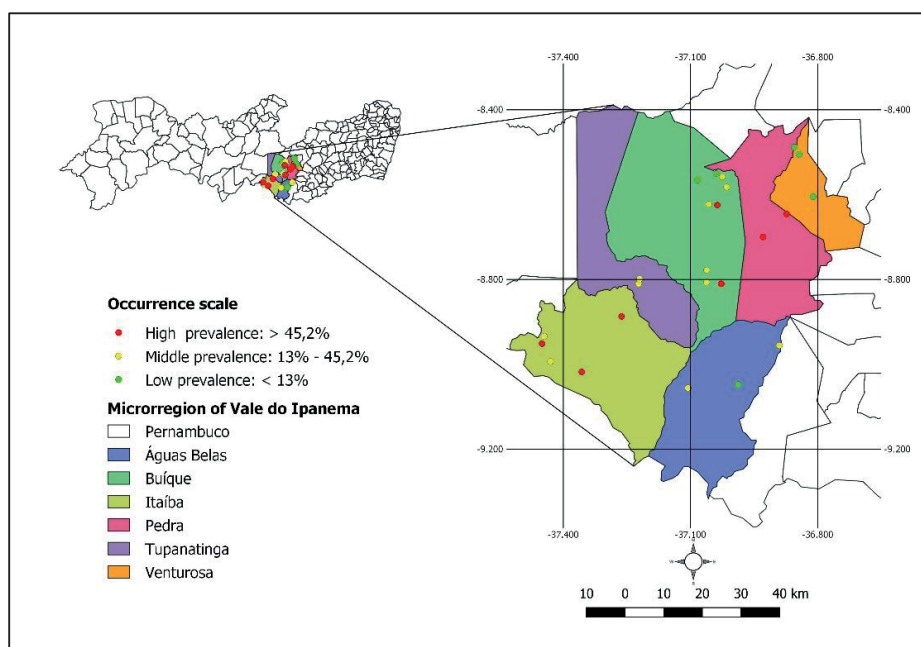 -37.400 -37.100 -36.800
-8.400 -8.400
-8.800 -8.800
-9.200 -9.200
-37.400 -37.100 -36.800
Occurrence scale
High prevalence: > 45,2%
Middle prevalence: 13% - 45,2%
Low prevalence: < 13%
Microrregion of Vale do Ipanema
Pernambuco
Águas Belas
Buíque
Itaíba
Pedra
Tupanatinga
Venturosa
10 0 10 20 30 40 km